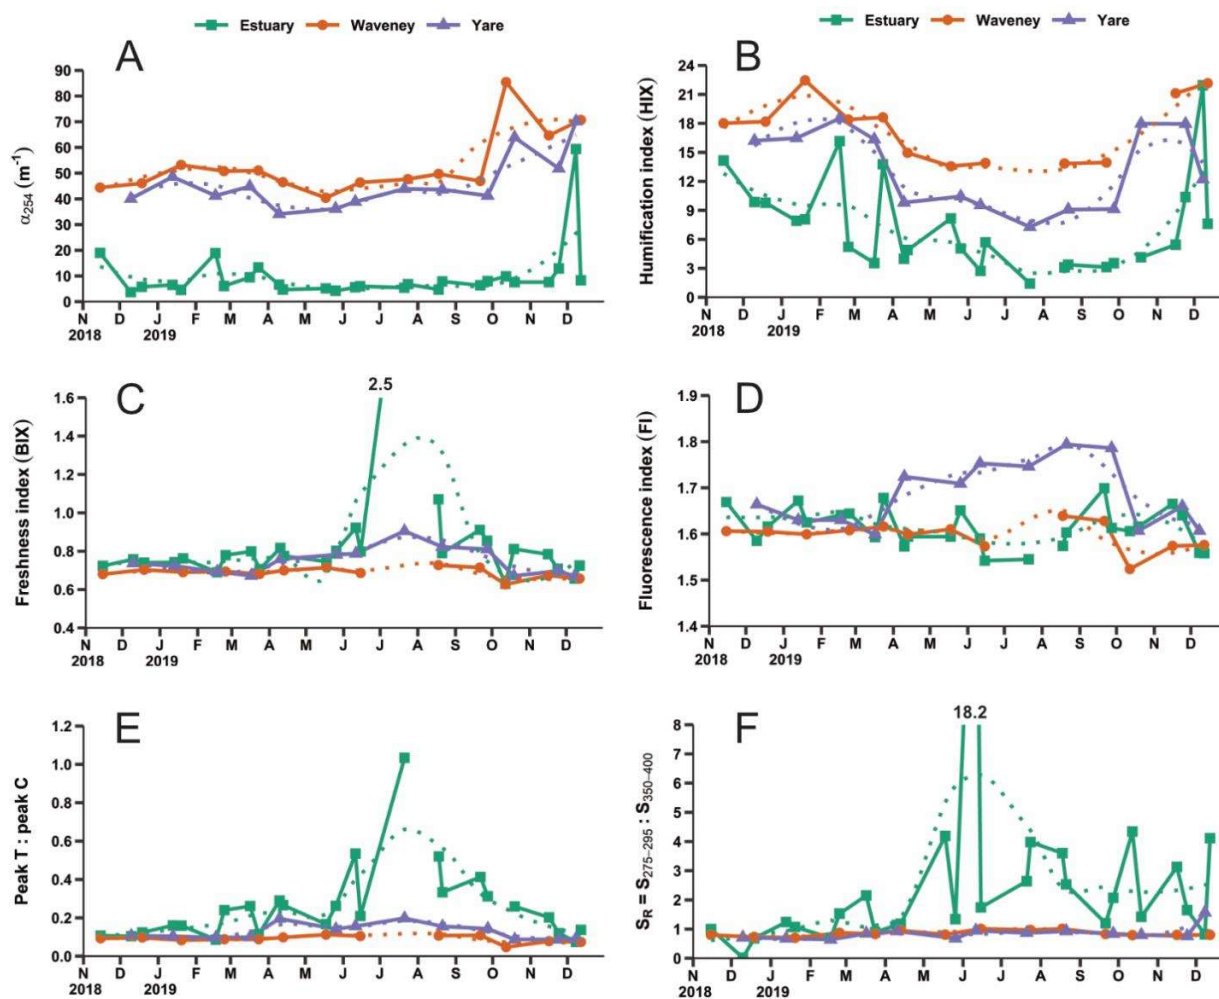 Estuary Waveney Yare
A
α254 (m-1)
90
80
70
60
50
40
30
20
10
0
N D J F M A M J J A S O N D
2018 2019
Estuary Waveney Yare
B
Humification index (HIX)
24
21
18
15
12
9
6
3
0
N D J F M A M J J A S O N D
2018 2019
C
2.5
Freshness index (BIX)
1.6
1.4
1.2
1.0
0.8
0.6
0.4
N D J F M A M J J A S O N D
2018 2019
D
Fluorescence index (FI)
1.9
1.8
1.7
1.6
1.5
1.4
N D J F M A M J J A S O N D
2018 2019
E
Peak T : peak C
1.2
1.0
0.8
0.6
0.4
0.2
0.0
N D J F M A M J J A S O N D
2018 2019
F
18.2
SR = S275–295 : S350–400
8
7
6
5
4
3
2
1
0
N D J F M A M J J A S O N D
2018 2019